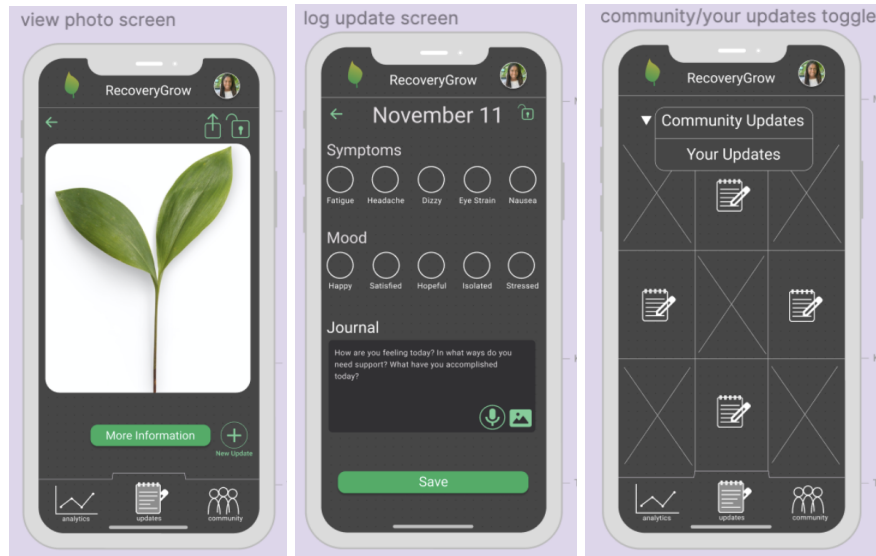 view photo screen
RecoveryGrow
More Information
New Update
analytics
updates
community
log update screen
RecoveryGrow
November 11
Symptoms
Fatigue Headache Dizzy Eye Strain Nausea
Mood
Happy Satisfied Hopeful Isolated Stressed
Journal
How are you feeling today? In what ways do you
need support? What have you accomplished
today?
Save
community/your updates toggle
RecoveryGrow
Community Updates
Your Updates
analytics
updates
community